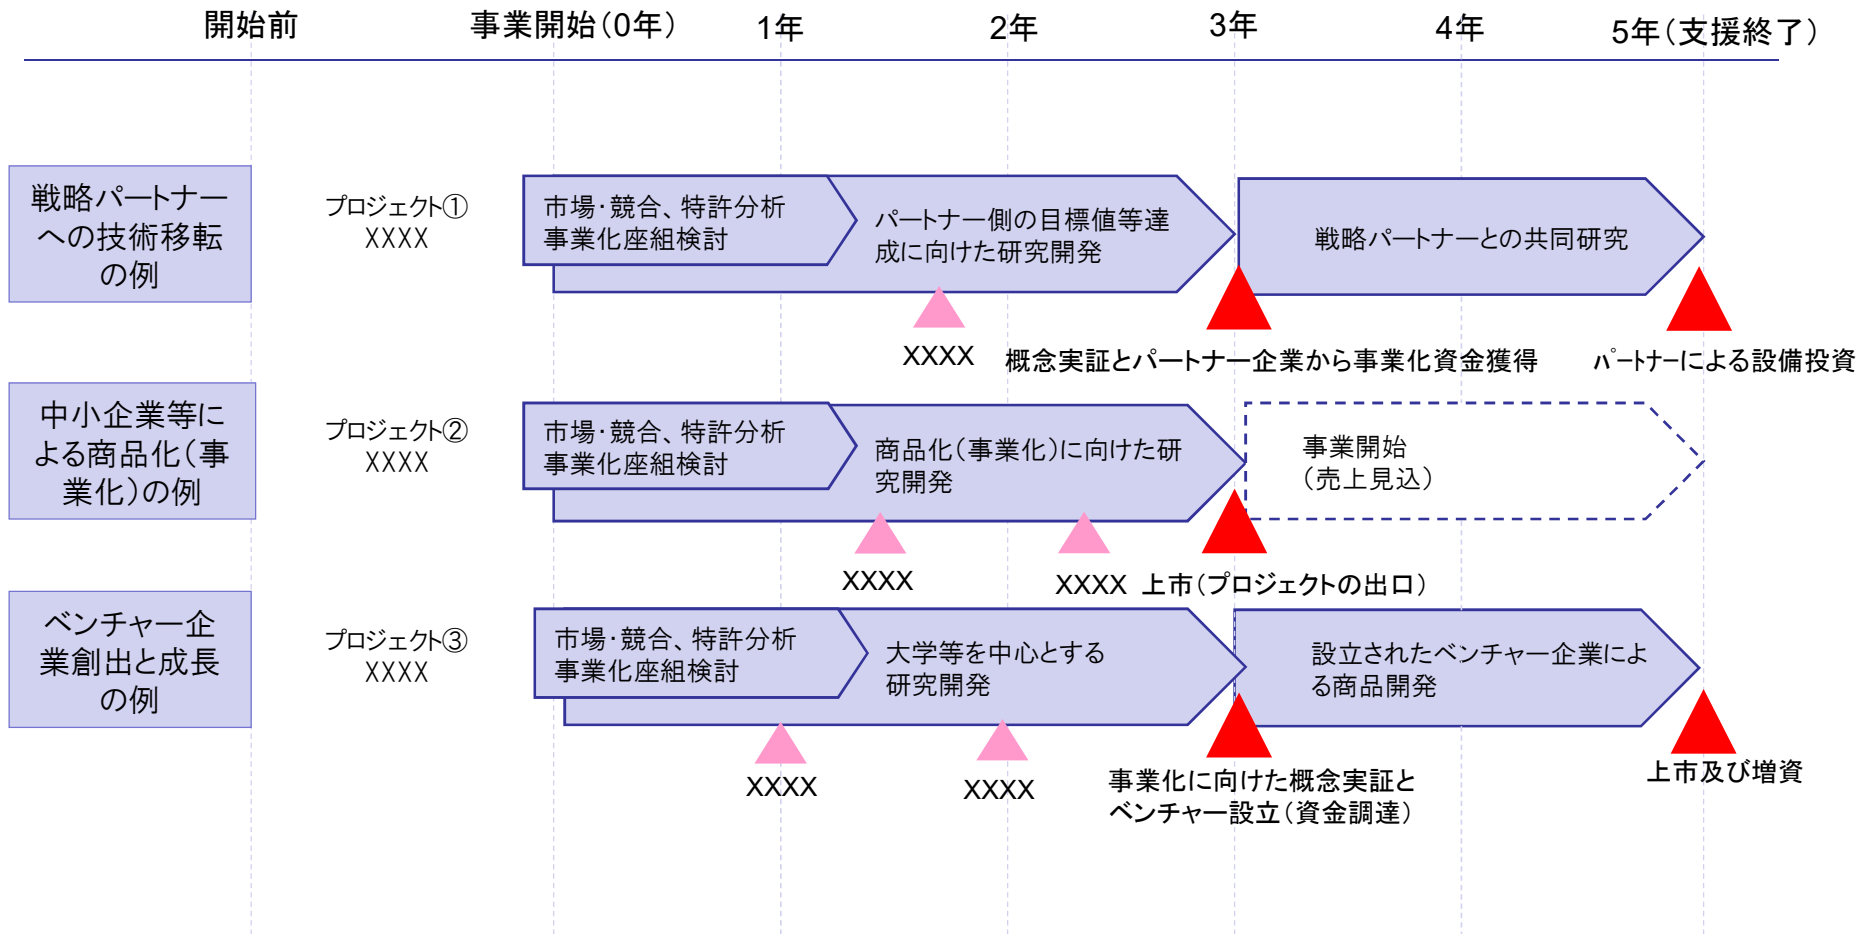 開始前
事業開始(0年)
1年
2年
3年
4年
5年(支援終了)
戦略パートナー
への技術移転
の例
プロジェクト①
XXXX
市場・競合、特許分析
事業化座組検討
パートナー側の目標値等達
成に向けた研究開発
戦略パートナーとの共同研究
XXXX
概念実証とパートナー企業から事業化資金獲得
パートナーによる設備投資
中小企業等に
よる商品化(事
業化)の例
プロジェクト②
XXXX
市場・競合、特許分析
事業化座組検討
商品化(事業化)に向けた研
究開発
事業開始
(売上見込)
XXXX
XXXX
上市(プロジェクトの出口)
ベンチャー企
業創出と成長
の例
プロジェクト③
XXXX
市場・競合、特許分析
事業化座組検討
大学等を中心とする
研究開発
設立されたベンチャー企業によ
る商品開発
XXXX
XXXX
事業化に向けた概念実証と
ベンチャー設立(資金調達)
上市及び増資